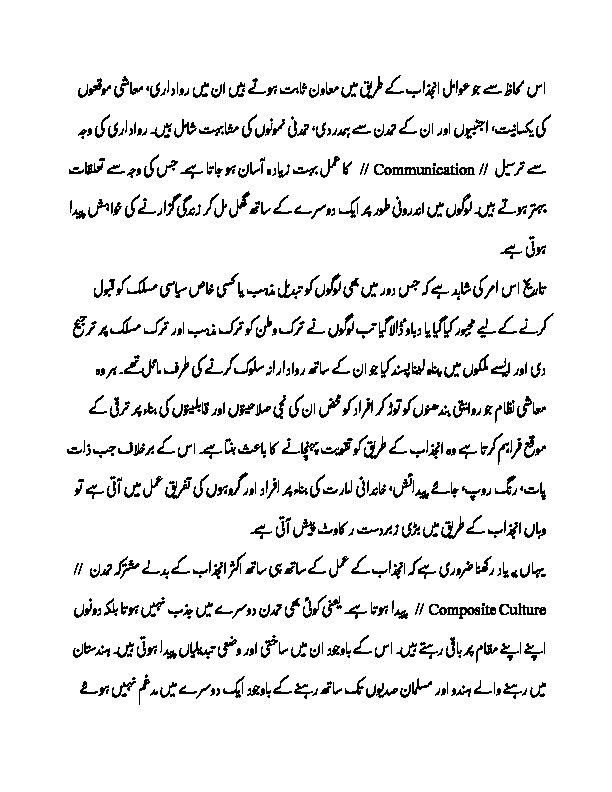 اس لحاظ سے جو عوامل انجذاب کے طریق میں معاون ثابت ہوتے ہیں ان میں رواداری، معاشی موقعوں
کی یکسانیت، اجنبیوں اور ان کے تمدن سے ہمدردی، تمدنی نمونوں کی مشابہت شامل ہیں۔ رواداری کی وجہ
سے ترسیل // Communication // کا عمل بہت زیادہ آسان ہو جاتا ہے۔ جس کی وجہ سے تعلقات
بہتر ہوتے ہیں۔ لوگوں میں اندرونی طور پر ایک دوسرے کے ساتھ گھل مل کر زندگی گزارنے کی خواہش پیدا
ہوتی ہے۔
تاریخ اس امر کی شاہد ہے کہ جس دور میں بھی لوگوں کو تبدیل مذہب یا کسی خاص سیاسی مسلک کو قبول
کرنے کے لیے مجبور کیا گیا یا دباو ڈالا گیا تب لوگوں نے ترک وطن کو ترک مذہب اور ترک مسلک پر ترجیح
دی اور ایسے ملکوں میں پناہ لینا پسند کیا جو ان کے ساتھ روادارانہ سلوک کرنے کی طرف مائل تھے۔ ہر وہ
معاشی نظام جو روایتی بندھنوں کو توڑ کر افراد کو محض ان کی نجی صلاحیتوں اور قابلیتوں کی بناء پر ترقی کے
موقع فراہم کرتا ہے وہ انجذاب کے طریق کو تقویت پہنچانے کا باعث بنتا ہے۔ اس کے برخلاف جب ذات
پات، رنگ روپ، جائے پیدائش، خاندانی امارت کی بناء پر افراد اور گروہوں کی تفریق عمل میں آتی ہے تو
وہاں انجذاب کے طریق میں بڑی زبردست رکاوٹ پیش آتی ہے۔
یہاں یہ یاد رکھنا ضروری ہے کہ انجذاب کے عمل کے ساتھ ہی ساتھ اکثر انجذاب کے بدلے مشترکہ تمدن //
Composite Culture // پیدا ہوتا ہے۔ یعنی کوئی بھی تمدن دوسرے میں جذب نہیں ہوتا بلکہ دونوں
اپنے اپنے مقام پر باقی رہتے ہیں۔ اس کے باوجود ان میں ساختی اور وضعی تبدیلیاں پیدا ہوتی ہیں۔ ہندستان
میں رہنے والے ہندو اور مسلمان صدیوں تک ساتھ رہنے کے باوجود ایک دوسرے میں مدغم نہیں ہوئے